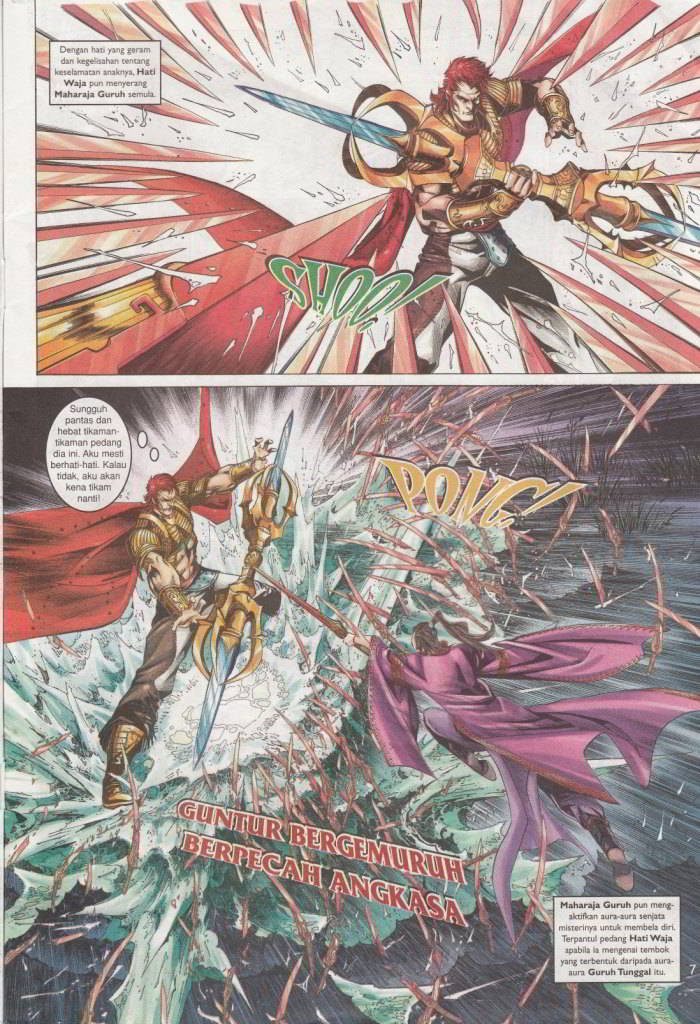 Dengan hati yang geram
dan kegelisahan tentang
keselamatan anaknya, Hati
Waja pun menyerang
Maharaja Guruh semula.
SHOO!
Sungguh
pantas dan
hebat tikaman-
tikaman pedang
dia ini. Aku mesti
berhati-hati. Kalau
tidak, aku akan
kena tikam
nanti!
PONG!
GUNTUR BERGEMURUH
BERPECAH ANGKASA
Maharaja Guruh pun meng-
aktifkan aura-aura senjata
misterinya untuk membela diri.
Terpantul pedang Hati Waja
apabila ia mengenai tembok
yang terbentuk daripada aura-
aura Guruh Tunggal itu.
7